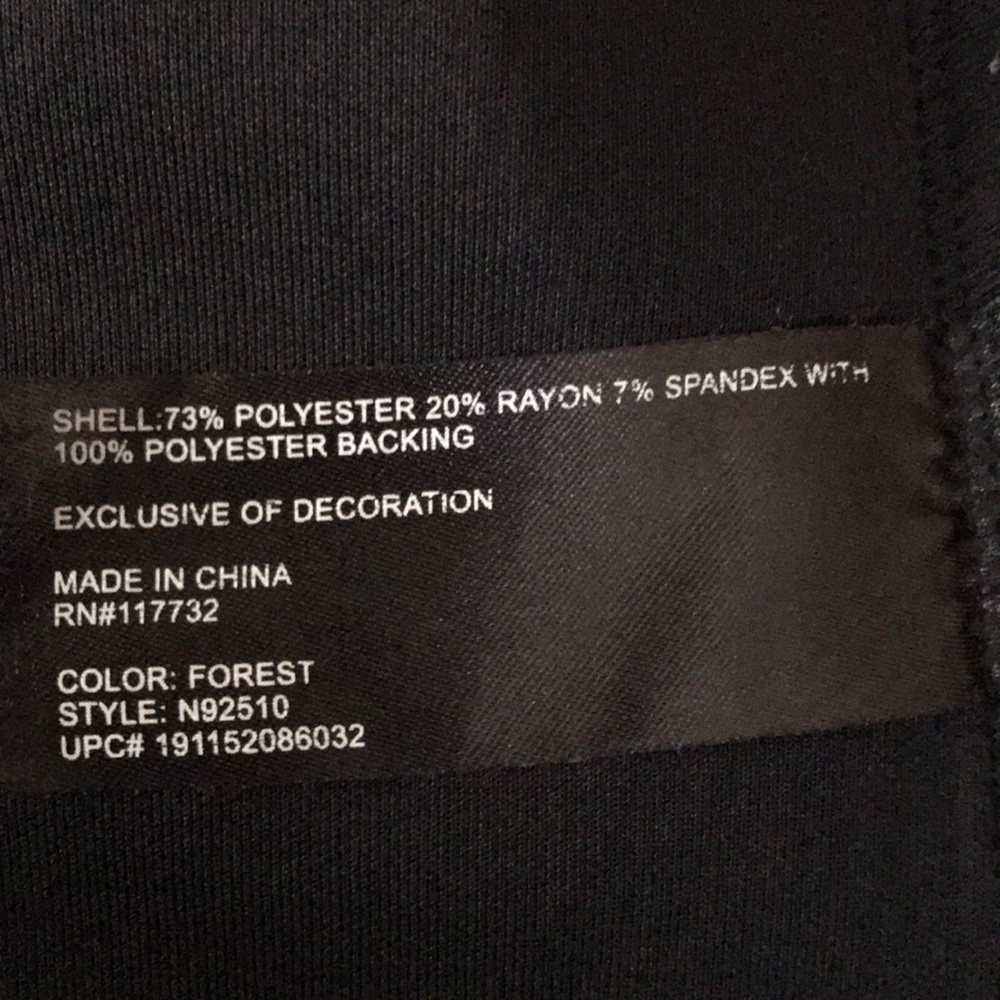 SHELL:73% POLYESTER 20% RAYON 7% SPANDEX WITH
100% POLYESTER BACKING
EXCLUSIVE OF DECORATION
MADE IN CHINA
RN#117732
COLOR: FOREST
STYLE: N92510
UPC# 191152086032